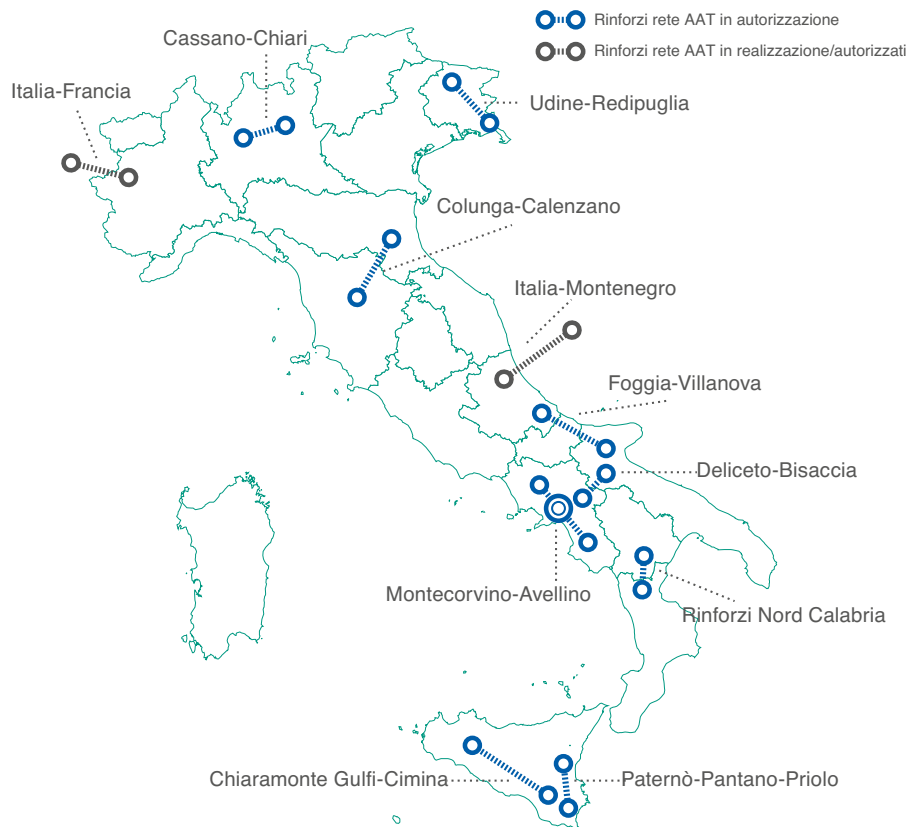 Rinforzi rete AAT in autorizzazione
Rinforzi rete AAT in realizzazione/autorizzati
Cassano-Chiari
Italia-Francia
Udine-Redipuglia
Colunga-Calenzano
Italia-Montenegro
Foggia-Villanova
Deliceto-Bisaccia
Montecorvino-Avellino
Rinforzi Nord Calabria
Chiaramonte Gulfi-Cimina
Paternò-Pantano-Priolo